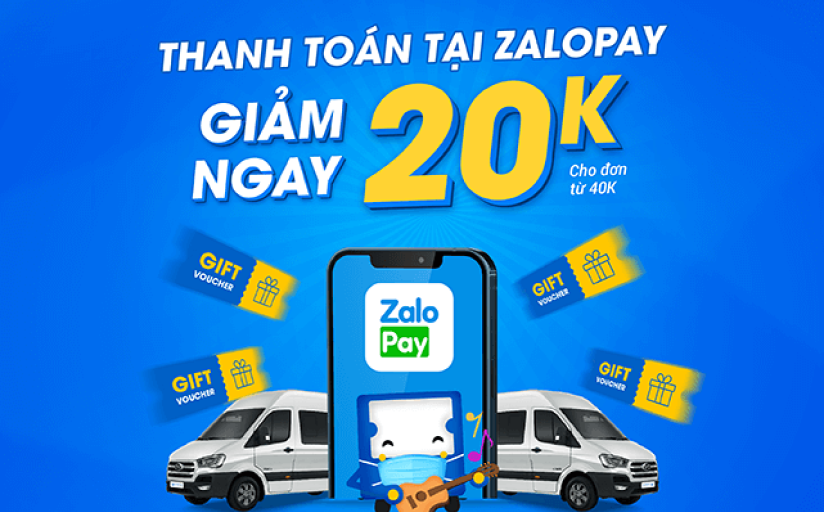 THANH TOÁN TẠI ZALOPAY
GIẢM
NGAY
20K
Cho đơn
từ 40K
GIFT
VOUCHER
GIFT
VOUCHER
Zalo
Pay
GIFT
VOUCHER
GIFT
VOUCHER